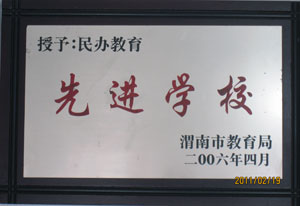 授予:民办教育
先进学校
渭南市教育局
二00六年四月
2011/02/19